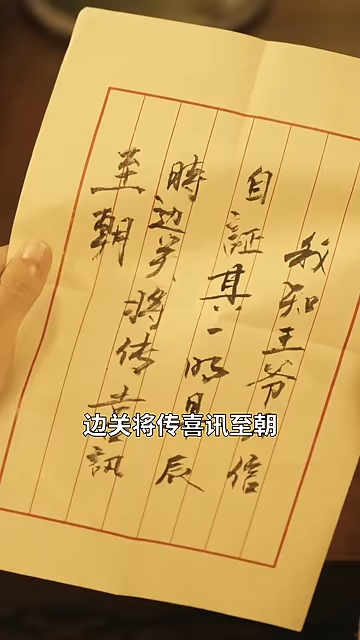 我知王爷信
自証其一明日辰
時边关将传喜訊
至朝
边关将传喜讯至朝